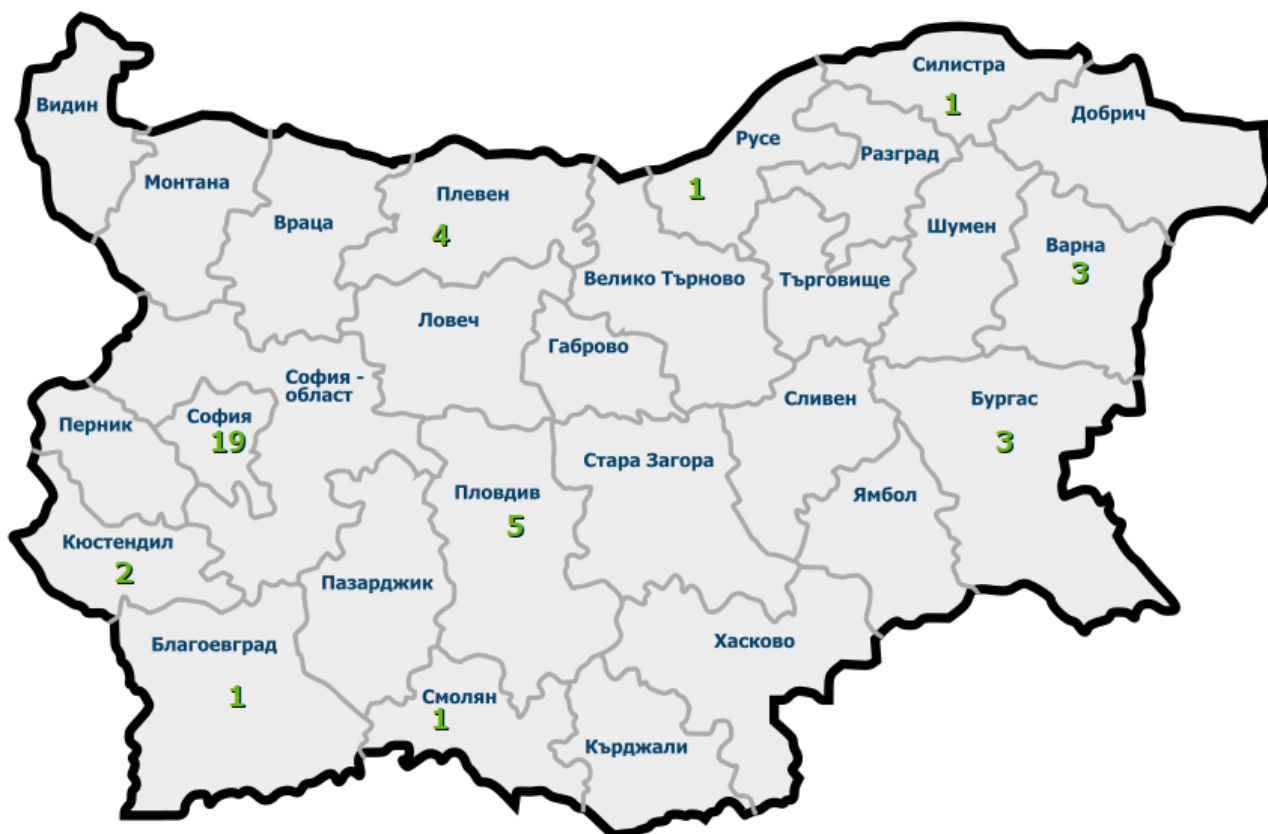 Силистра
1
Видин
Добрич
Русе
1
Разград
Монтана
Плевен
4
Враца
Шумен
Варна
3
Велико Търново
Търговище
Ловеч
Габрово
София -
област
София
19
Перник
Сливен
Бургас
3
Стара Загора
Пловдив
5
Ямбол
Кюстендил
2
Пазарджик
Благоевград
1
Хасково
Смолян
1
Кърджали